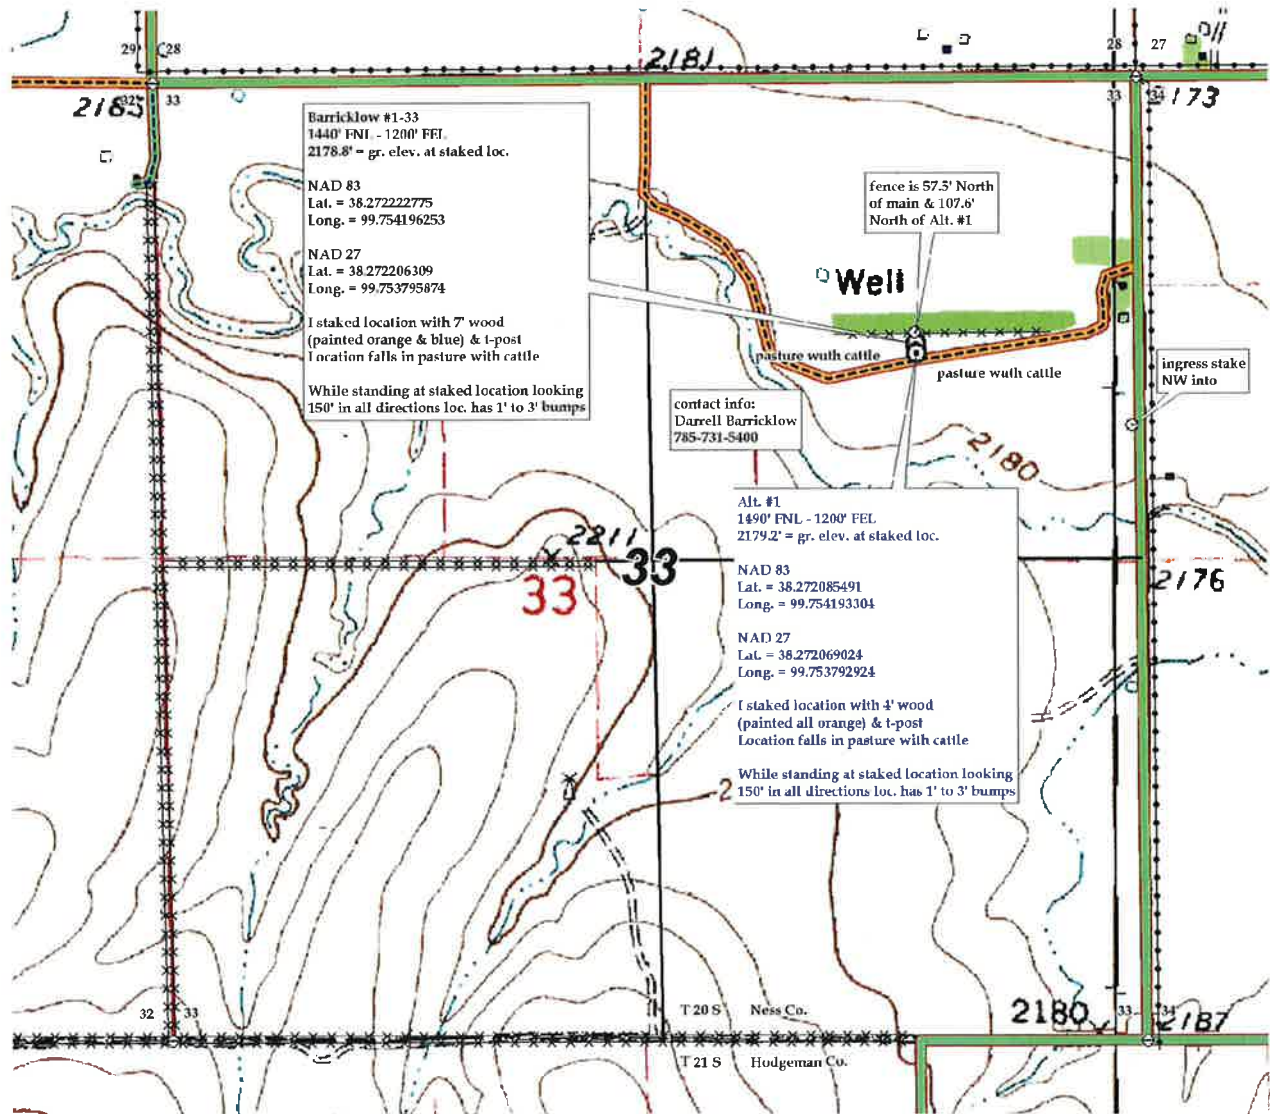 29 28
2181
28 27
33
33 34
2173
Barricklow #1-33
1440' FNL - 1200' FEL
2178.8' = gr. elev. at staked loc.
NAD 83
Lat. = 38.272222775
Long. = 99.754196253
NAD 27
Lat. = 38.272206309
Long. = 99.753795874
I staked location with 7' wood
(painted orange & blue) & t-post
Location falls in pasture with cattle
While standing at staked location looking
150' in all directions loc. has 1' to 3' bumps
fence is 57.5' North
of main & 107.6'
North of Alt. #1
Well
pasture wuth cattle
pasture wuth cattle
ingress stake
NW into
contact info:
Darrell Barricklow
785-731-5400
2180
Alt. #1
1490' FNL - 1200' FEL
2179.2' = gr. elev. at staked loc.
NAD 83
Lat. = 38.272085491
Long. = 99.754193304
NAD 27
Lat. = 38.272069024
Long. = 99.753792924
I staked location with 4' wood
(painted all orange) & t-post
Location falls in pasture with cattle
While standing at staked location looking
150' in all directions loc. has 1' to 3' bumps
2211
33
33
2176
32 33
T 20 S Ness Co.
2180
33 34
2187
T 21 S Hodgeman Co.